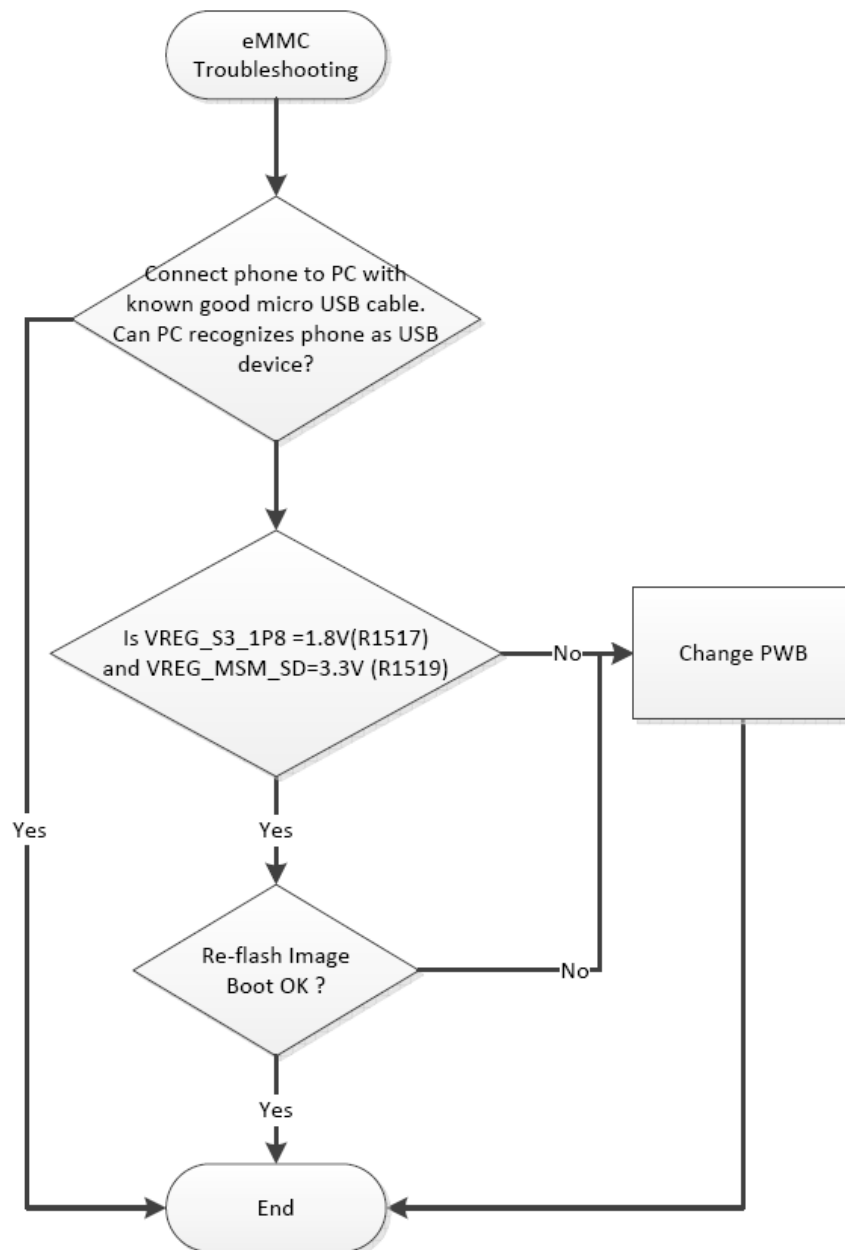 eMMC
Troubleshooting
Connect phone to PC with
known good micro USB cable.
Can PC recognizes phone as USB
device?
Is VREG_S3_1P8 =1.8V(R1517)
and VREG_MSM_SD=3.3V (R1519)
No
Change PWB
Yes
Yes
Re-flash Image
Boot OK ?
No
Yes
End